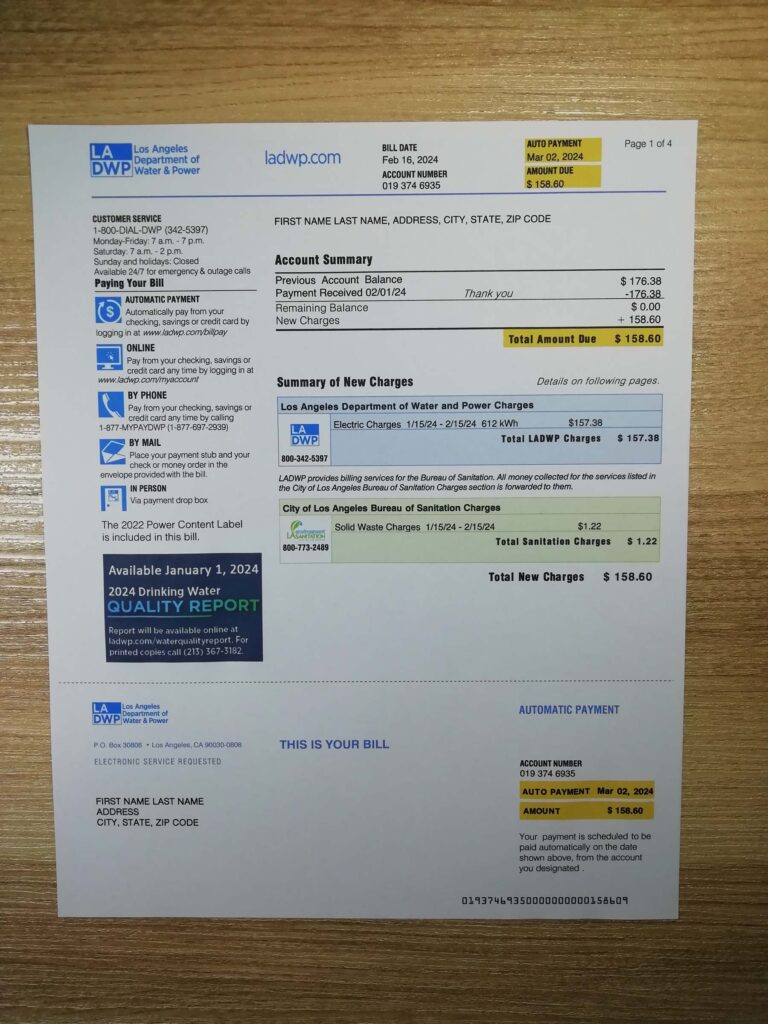 LA
DWP
Los Angeles
Department of
Water & Power
ladwp.com
BILL DATE
Feb 16, 2024
ACCOUNT NUMBER
019 374 6935
AUTO PAYMENT
Mar 02, 2024
AMOUNT DUE
$ 158.60
Page 1 of 4
CUSTOMER SERVICE
1-800-DIAL-DWP (342-5397)
Monday-Friday: 7 a.m. - 7 p.m.
Saturday: 7 a.m. - 2 p.m.
Sunday and holidays: Closed
Available 24/7 for emergency & outage calls
Paying Your Bill
AUTOMATIC PAYMENT
Automatically pay from your
checking, savings or credit card by
logging in at www.ladwp.com/billpay
ONLINE
Pay from your checking, savings or
credit card any time by logging in at
www.ladwp.com/myaccount
BY PHONE
Pay from your checking, savings or
credit card any time by calling
1-877-MYPAYDWP (1-877-697-2939)
BY MAIL
Place your payment stub and your
check or money order in the
envelope provided with the bill.
IN PERSON
Via payment drop box
The 2022 Power Content Label
is included in this bill.
Available January 1, 2024
2024 Drinking Water
QUALITY REPORT
Report will be available online at
ladwp.com/waterqualityreport. For
printed copies call (213) 367-3182.
FIRST NAME LAST NAME, ADDRESS, CITY, STATE, ZIP CODE
Account Summary
Previous Account Balance $ 176.38
Payment Received 02/01/24 Thank you -176.38
Remaining Balance $ 0.00
New Charges + 158.60
Total Amount Due $ 158.60
Summary of New Charges Details on following pages.
Los Angeles Department of Water and Power Charges
LA
DWP
800-342-5397
Electric Charges 1/15/24 - 2/15/24 612 kWh $157.38
Total LADWP Charges $ 157.38
LADWP provides billing services for the Bureau of Sanitation. All money collected for the services listed
in the City of Los Angeles Bureau of Sanitation Charges section is forwarded to them.
City of Los Angeles Bureau of Sanitation Charges
environment
LASANITATION
800-773-2489
Solid Waste Charges 1/15/24 - 2/15/24 $1.22
Total Sanitation Charges $ 1.22
Total New Charges $ 158.60
LA
DWP
Los Angeles
Department of
Water & Power
P.O. Box 30808 • Los Angeles, CA 90030-0808
ELECTRONIC SERVICE REQUESTED
THIS IS YOUR BILL
FIRST NAME LAST NAME
ADDRESS
CITY, STATE, ZIP CODE
AUTOMATIC PAYMENT
ACCOUNT NUMBER
019 374 6935
AUTO PAYMENT Mar 02, 2024
AMOUNT $ 158.60
Your payment is scheduled to be
paid automatically on the date
shown above, from the account
you designated .
01937469350000000000158609